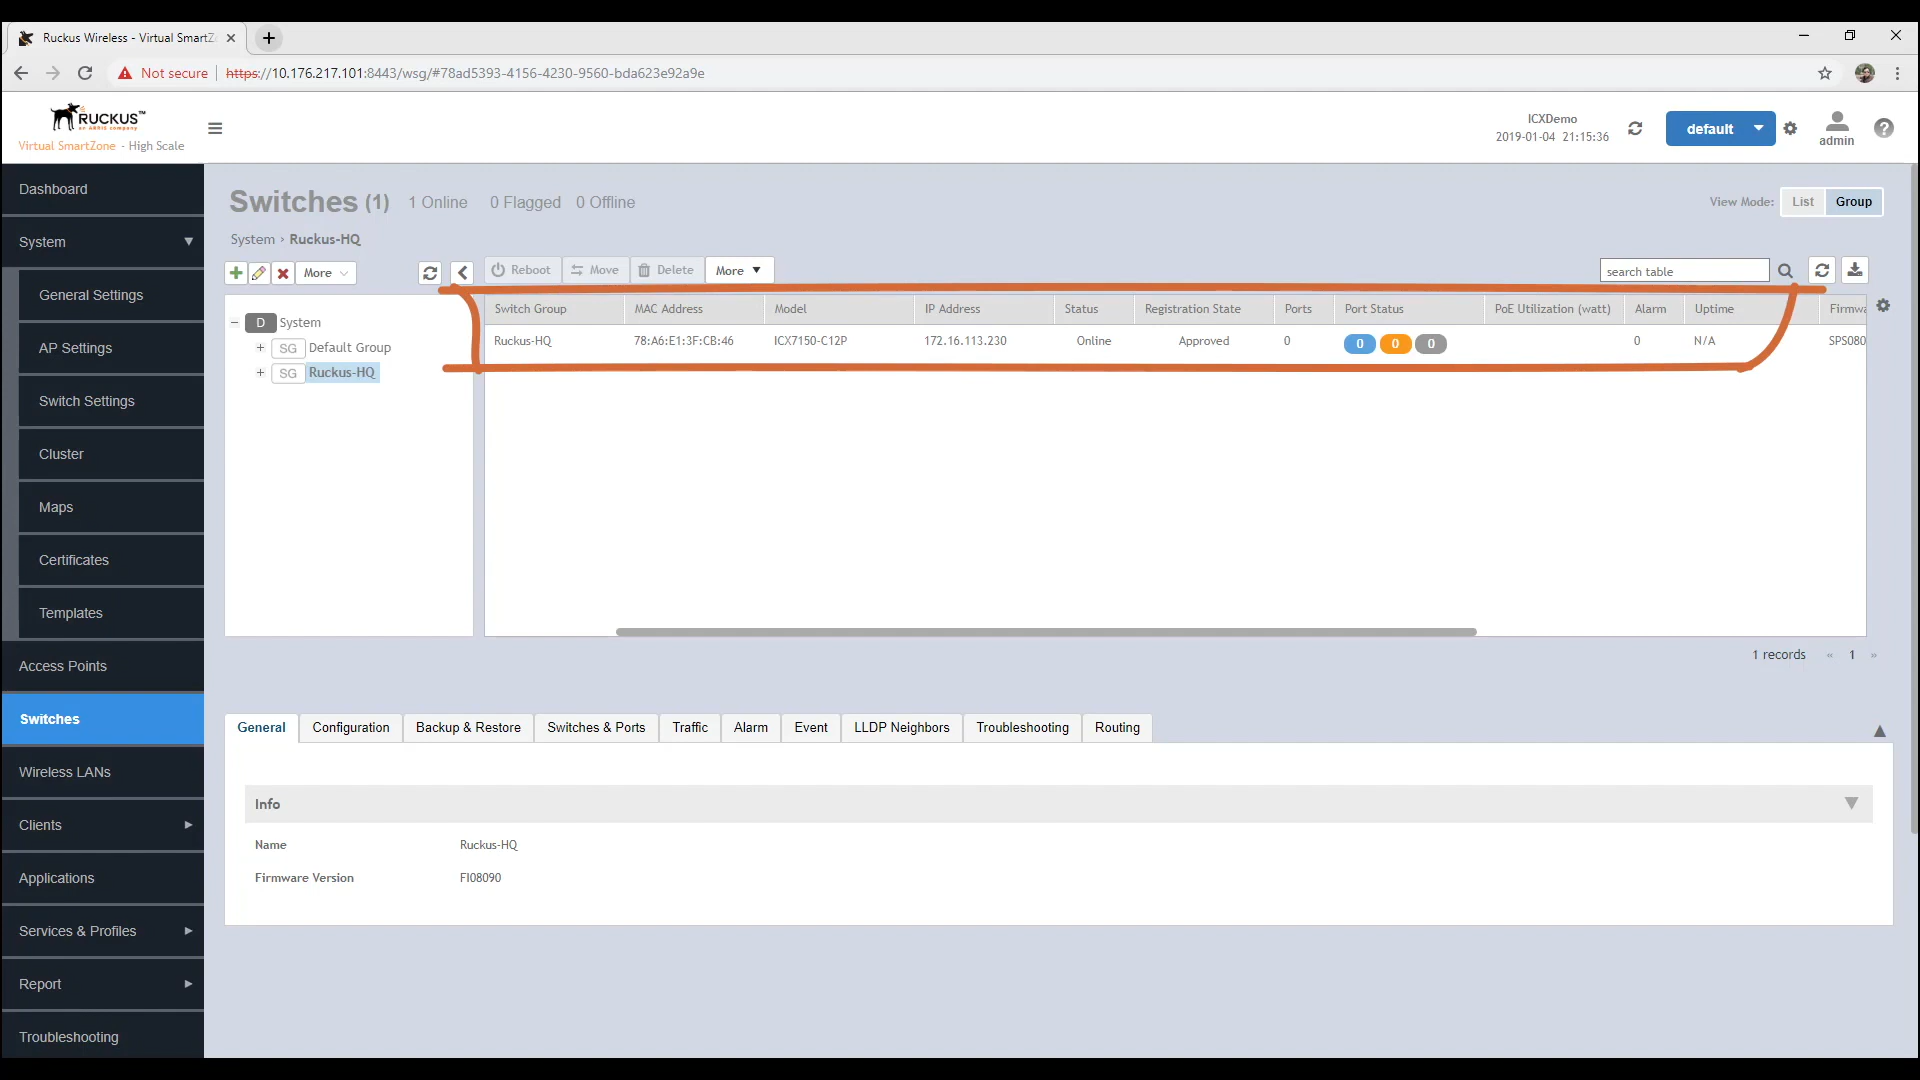 Ruckus Wireless - Virtual SmartZ
Not secure https://10.176.217.101:8443/wsg/#78ad5393-4156-4230-9560-bda623e92a9e
RUCKUS™
an ARRIS company
Virtual SmartZone - High Scale
ICXDemo
2019-01-04 21:15:36
default
admin
Dashboard
System
General Settings
AP Settings
Switch Settings
Cluster
Maps
Certificates
Templates
Access Points
Switches
Wireless LANs
Clients
Applications
Services & Profiles
Report
Troubleshooting
Switches (1) 1 Online 0 Flagged 0 Offline
View Mode: List Group
System › Ruckus-HQ
More
Reboot Move Delete More
search table
D System
SG Default Group
SG Ruckus-HQ
Switch Group MAC Address Model IP Address Status Registration State Ports Port Status PoE Utilization (watt) Alarm Uptime Firmwa
Ruckus-HQ 78:A6:E1:3F:CB:46 ICX7150-C12P 172.16.113.230 Online Approved 0 0 0 0 0 N/A SPS080
1 records « 1 »
General Configuration Backup & Restore Switches & Ports Traffic Alarm Event LLDP Neighbors Troubleshooting Routing
Info
Name Ruckus-HQ
Firmware Version FI08090